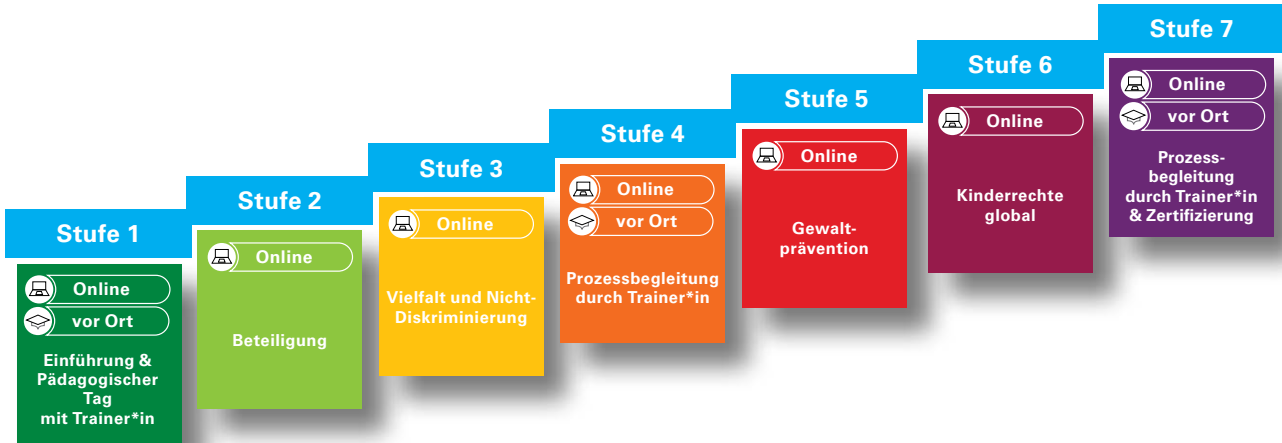 Stufe 1
Online
vor Ort
Einführung &
Pädagogischer
Tag
mit Trainer*in
Stufe 2
Online
Beteiligung
Stufe 3
Online
Vielfalt und Nicht-
Diskriminierung
Stufe 4
Online
vor Ort
Prozessbegleitung
durch Trainer*in
Stufe 5
Online
Gewalt-
prävention
Stufe 6
Online
Kinderrechte
global
Stufe 7
Online
vor Ort
Prozess-
begleitung
durch Trainer*in
& Zertifizierung